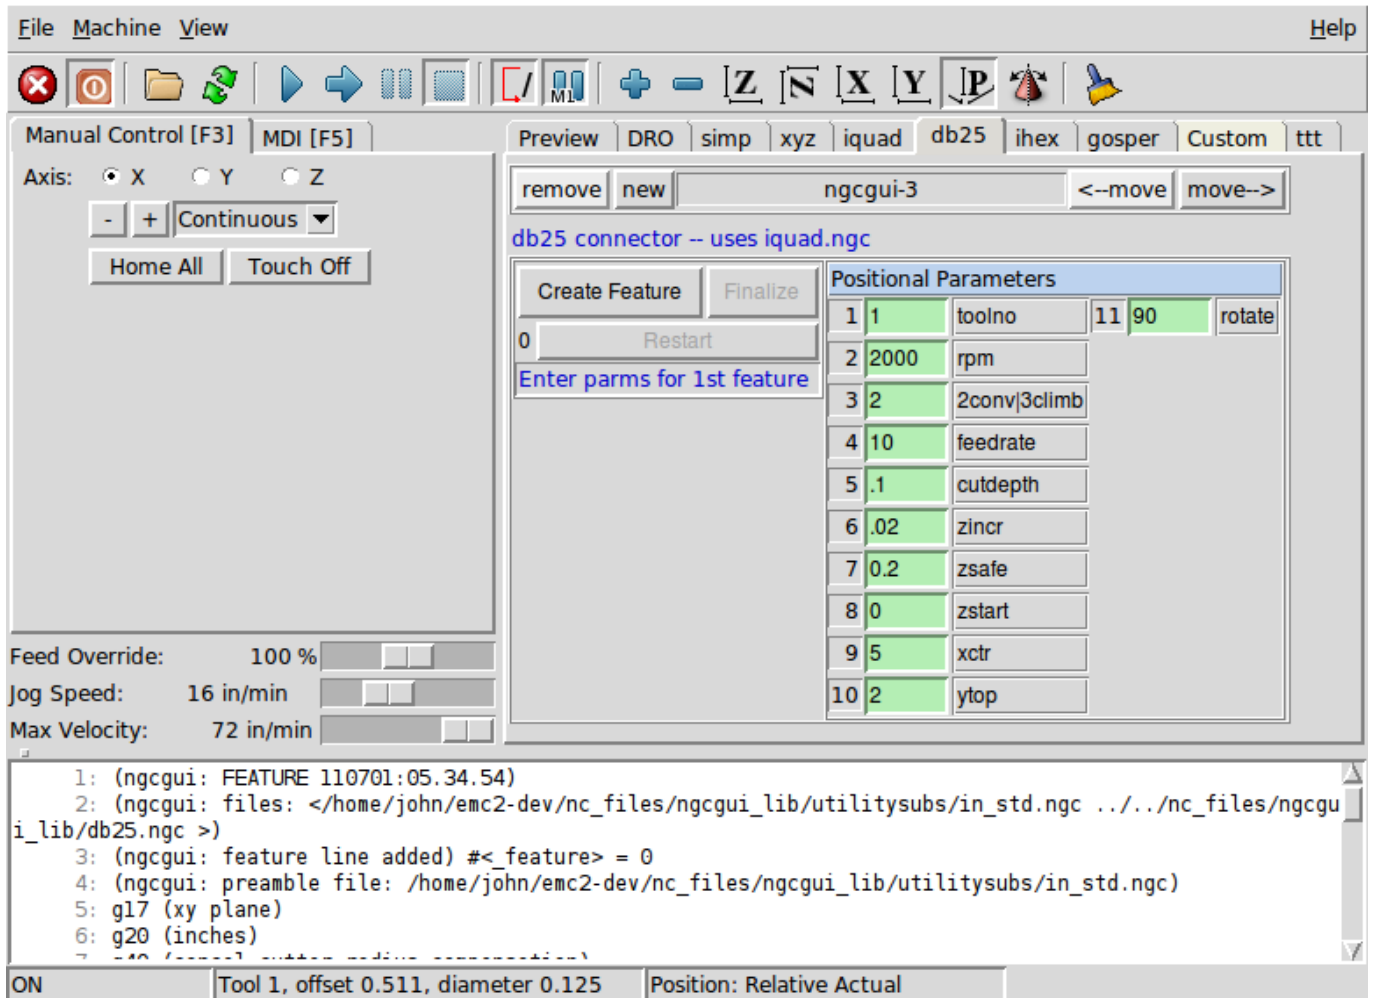 File Machine View Help
Z N X Y P
M1
Manual Control [F3] MDI [F5]
Axis: X Y Z
- + Continuous
Home All Touch Off
Preview DRO simp xyz iquad db25 ihex gosper Custom ttt
remove new ngcgui-3 <--move move-->
db25 connector -- uses iquad.ngc
Create Feature Finalize
0 Restart
Enter parms for 1st feature
Positional Parameters
1 1 toolno 11 90 rotate
2 2000 rpm
3 2 2conv|3climb
4 10 feedrate
5 .1 cutdepth
6 .02 zincr
7 0.2 zsafe
8 0 zstart
9 5 xctr
10 2 ytop
Feed Override: 100 %
Jog Speed: 16 in/min
Max Velocity: 72 in/min
1: (ngcgui: FEATURE 110701:05.34.54)
2: (ngcgui: files: </home/john/emc2-dev/nc_files/ngcgui_lib/utilitysubs/in_std.ngc ../../nc_files/ngcgu
i_lib/db25.ngc >)
3: (ngcgui: feature line added) #<_feature> = 0
4: (ngcgui: preamble file: /home/john/emc2-dev/nc_files/ngcgui_lib/utilitysubs/in_std.ngc)
5: g17 (xy plane)
6: g20 (inches)
7: g40 (cancel cutter radius compensation)
ON Tool 1, offset 0.511, diameter 0.125 Position: Relative Actual